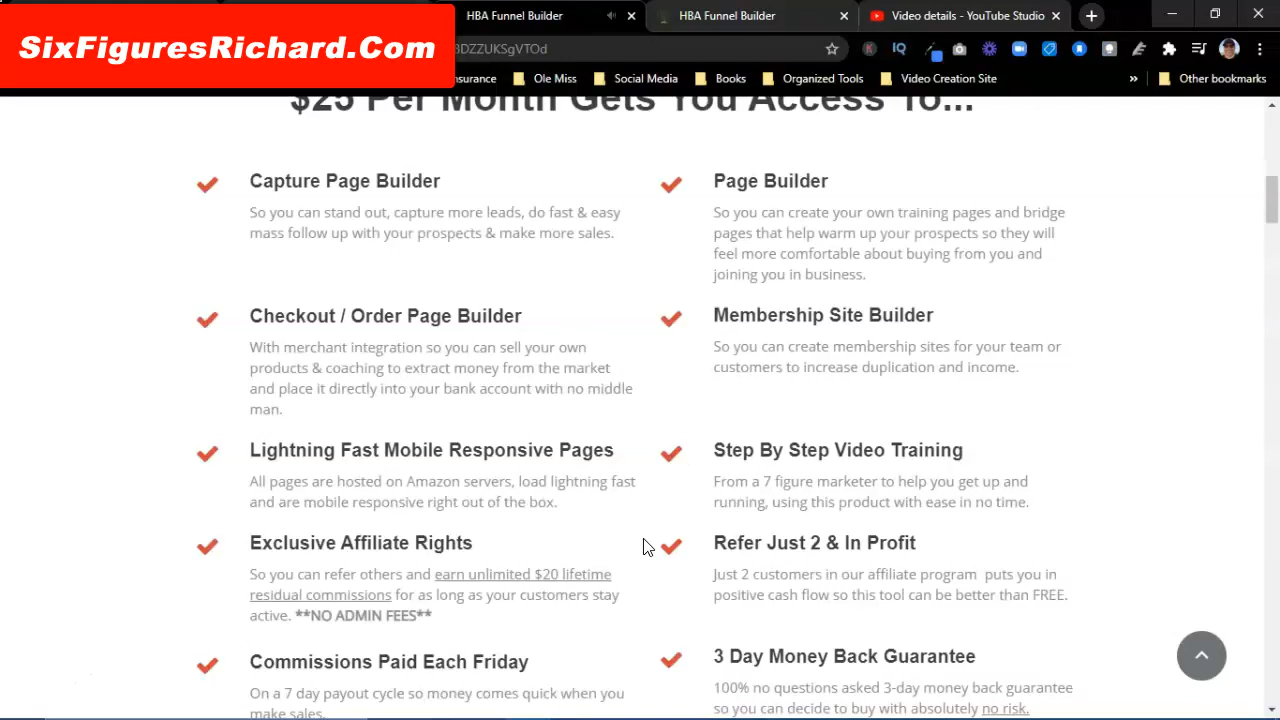 HBA Funnel Builder
HBA Funnel Builder
Video details - YouTube Studio
SixFiguresRichard.Com
3DZZUKSgVTOd
nsurance
Ole Miss
Social Media
Books
Organized Tools
Video Creation Site
Other bookmarks
$25 Per Month Gets You Access To...
Capture Page Builder
So you can stand out, capture more leads, do fast & easy
mass follow up with your prospects & make more sales.
Page Builder
So you can create your own training pages and bridge
pages that help warm up your prospects so they will
feel more comfortable about buying from you and
joining you in business.
Checkout / Order Page Builder
With merchant integration so you can sell your own
products & coaching to extract money from the market
and place it directly into your bank account with no middle
man.
Membership Site Builder
So you can create membership sites for your team or
customers to increase duplication and income.
Lightning Fast Mobile Responsive Pages
All pages are hosted on Amazon servers, load lightning fast
and are mobile responsive right out of the box.
Step By Step Video Training
From a 7 figure marketer to help you get up and
running, using this product with ease in no time.
Exclusive Affiliate Rights
So you can refer others and earn unlimited $20 lifetime
residual commissions for as long as your customers stay
active. **NO ADMIN FEES**
Refer Just 2 & In Profit
Just 2 customers in our affiliate program puts you in
positive cash flow so this tool can be better than FREE.
Commissions Paid Each Friday
On a 7 day payout cycle so money comes quick when you
make sales.
3 Day Money Back Guarantee
100% no questions asked 3-day money back guarantee
so you can decide to buy with absolutely no risk.